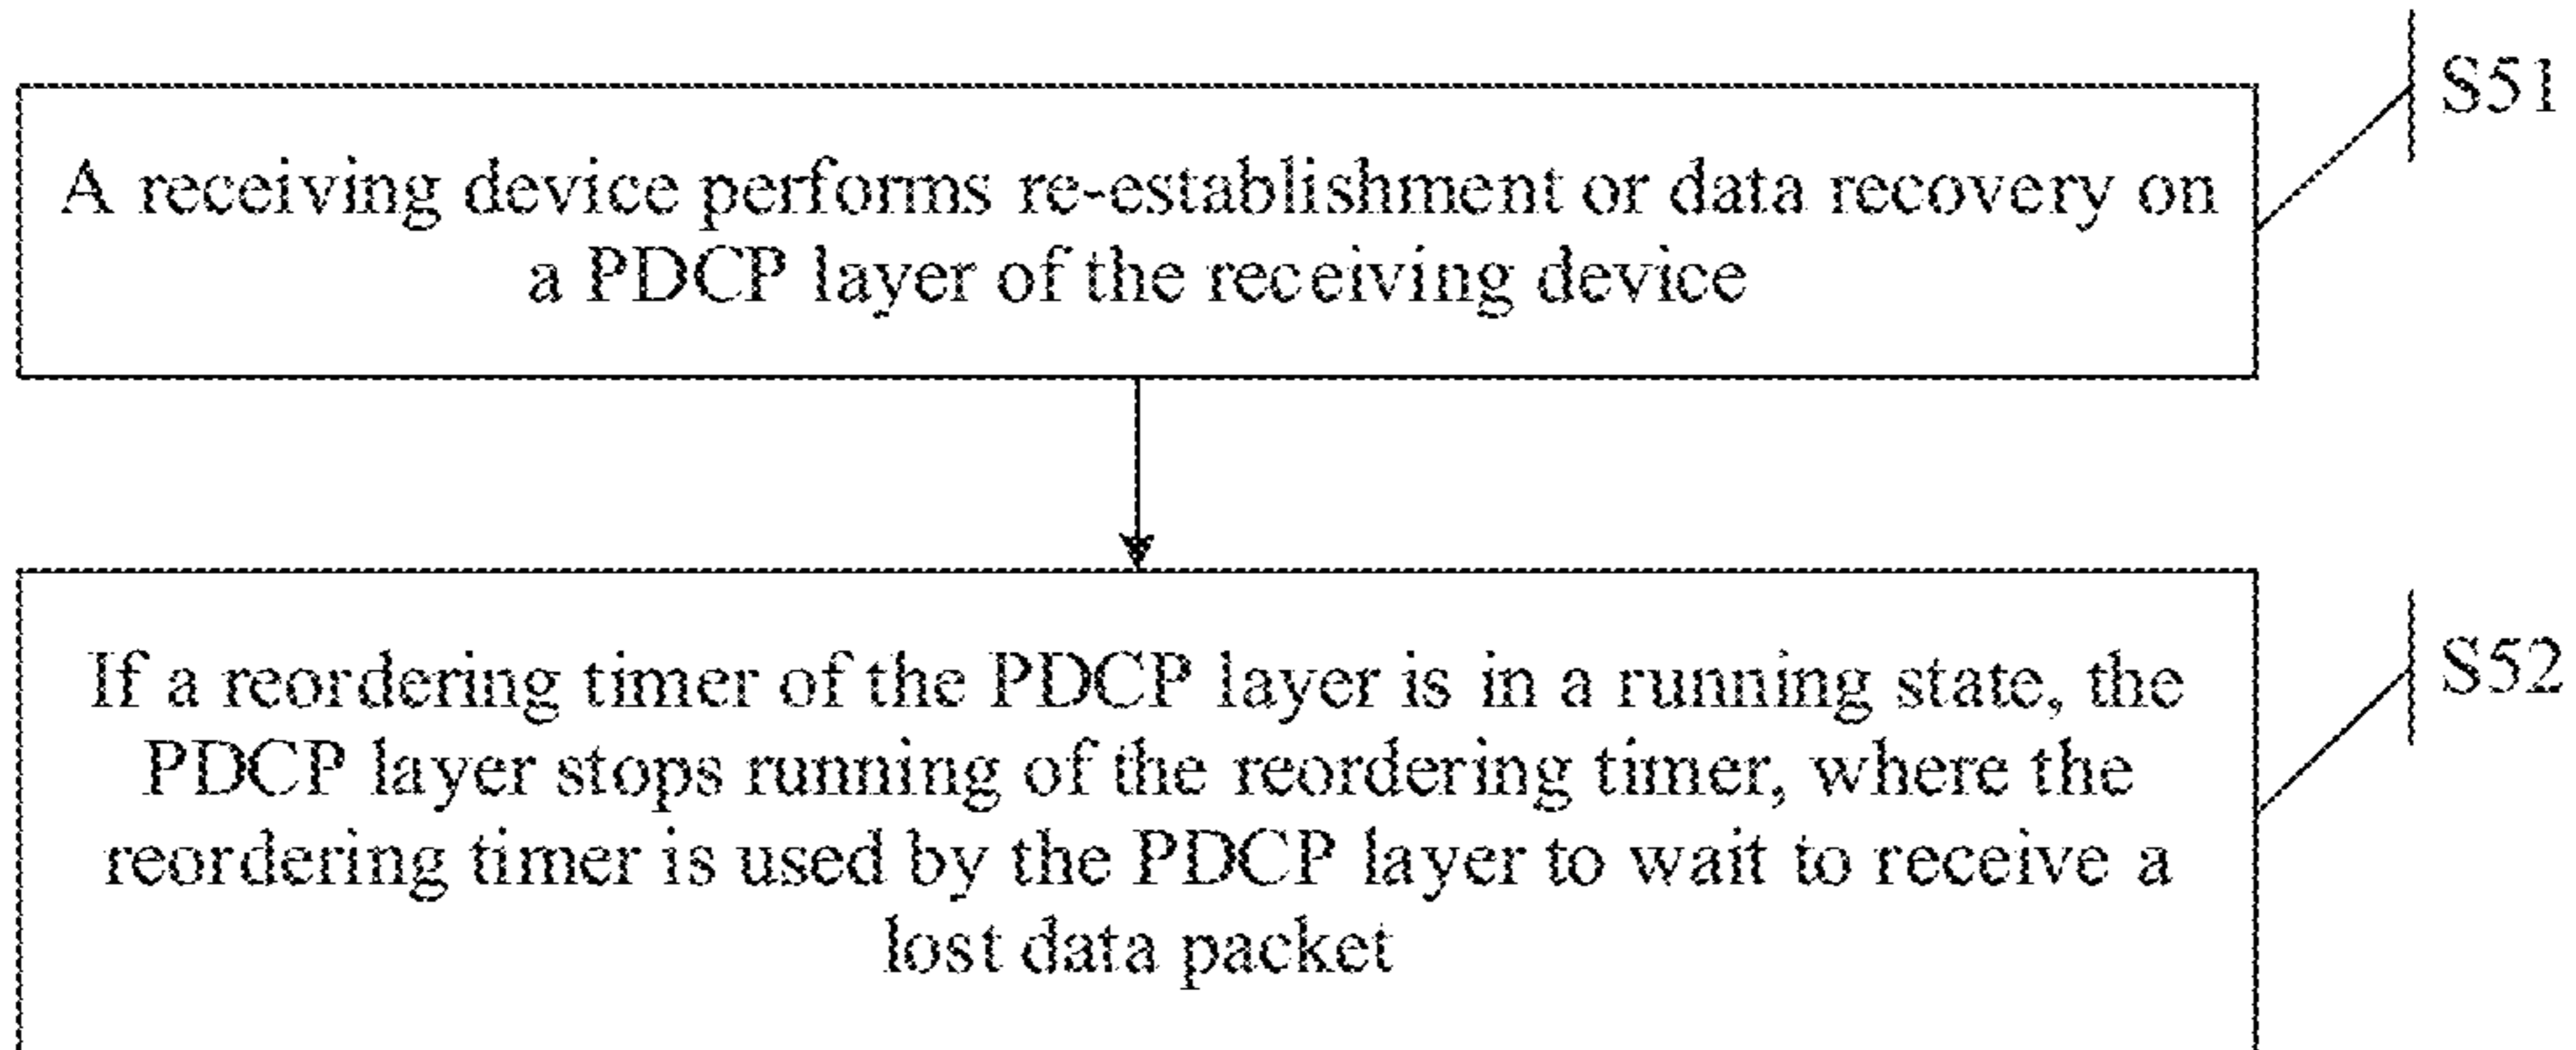 S51
A receiving device performs re-establishment or data recovery on
a PDCP layer of the receiving device
S52
If a reordering timer of the PDCP layer is in a running state, the
PDCP layer stops running of the reordering timer, where the
reordering timer is used by the PDCP layer to wait to receive a
lost data packet